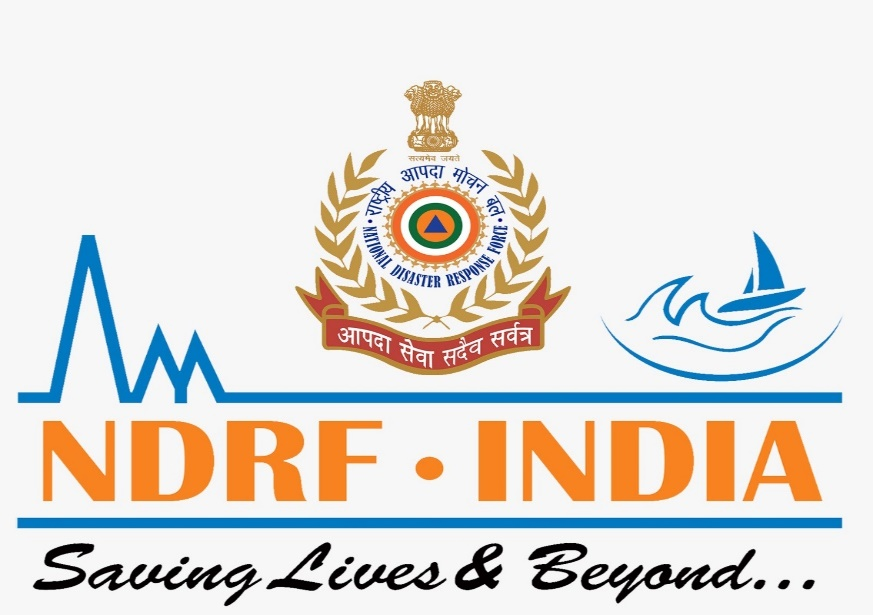 सत्यमेव जयते
राष्ट्रीय आपदा मोचन बल
NATIONAL DISASTER RESPONSE FORCE
आपदा सेवा सदैव सर्वत्र
NDRF • INDIA
Saving Lives & Beyond...